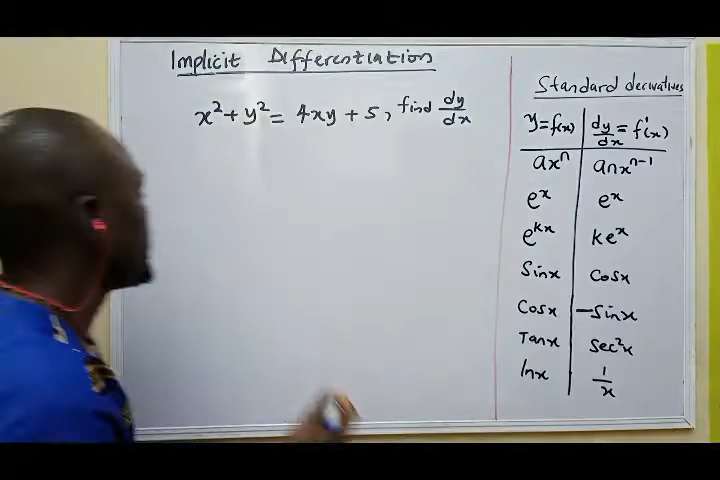 Implicit Differentiation
x² + y² = 4xy + 5, find dy/dx
Standard derivatives
y=f(x) dy/dx = f'(x)
axⁿ anxⁿ⁻¹
eˣ eˣ
eᵏˣ keˣ
Sinx Cosx
Cosx -Sinx
Tanx Sec²x
lnx 1/x